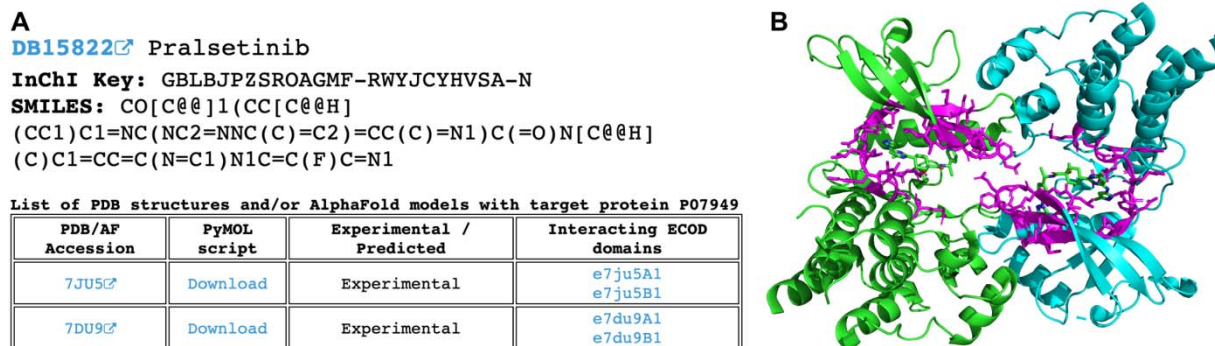 A
DB15822 Pralsetinib
InChI Key: GBLBJPZSROAGMF-RWYJCYHVSA-N
SMILES: CO[C@@]1(CC[C@@H]
(CC1)C1=NC(NC2=NNC(C)=C2)=CC(C)=N1)C(=O)N[C@@H]
(C)C1=CC=C(N=C1)N1C=C(F)C=N1
List of PDB structures and/or AlphaFold models with target protein P07949
PDB/AF Accession PyMOL script Experimental / Predicted Interacting ECOD domains
7JU5 Download Experimental e7ju5A1
e7ju5B1
7DU9 Download Experimental e7du9A1
e7du9B1
B